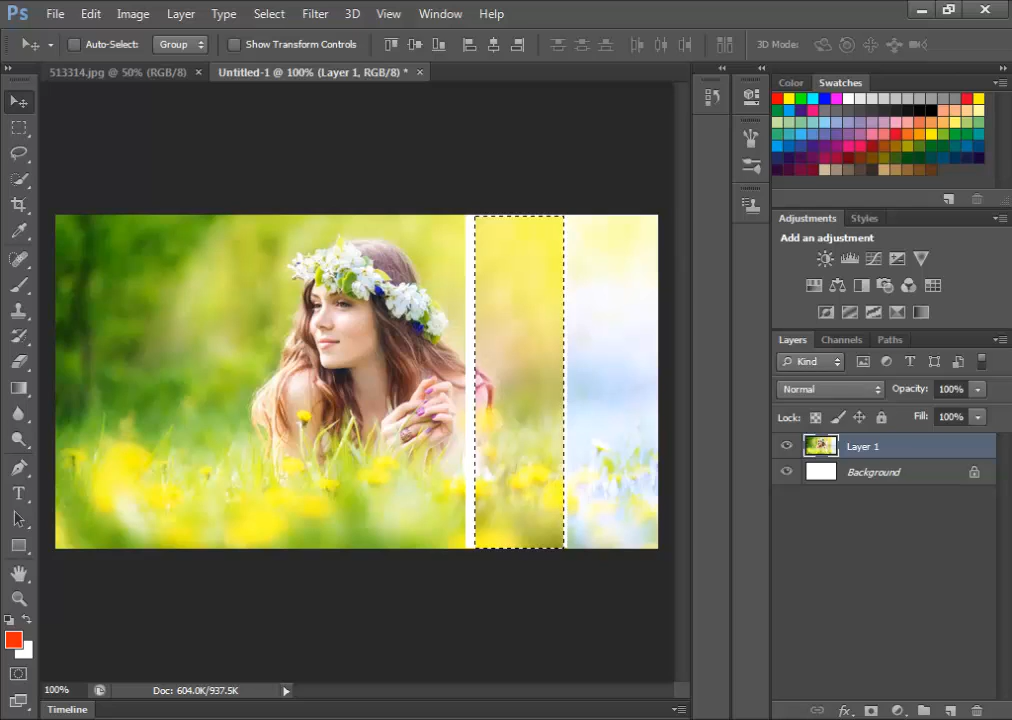 Ps File Edit Image Layer Type Select Filter 3D View Window Help
Auto-Select: Group Show Transform Controls 3D Mode:
513314.jpg @ 50% (RGB/8) × Untitled-1 @ 100% (Layer 1, RGB/8) * ×
Color Swatches
Adjustments Styles
Add an adjustment
Layers Channels Paths
Kind
Normal Opacity: 100%
Lock: Fill: 100%
Layer 1
Background
100% Doc: 604.0K/937.5K
Timeline